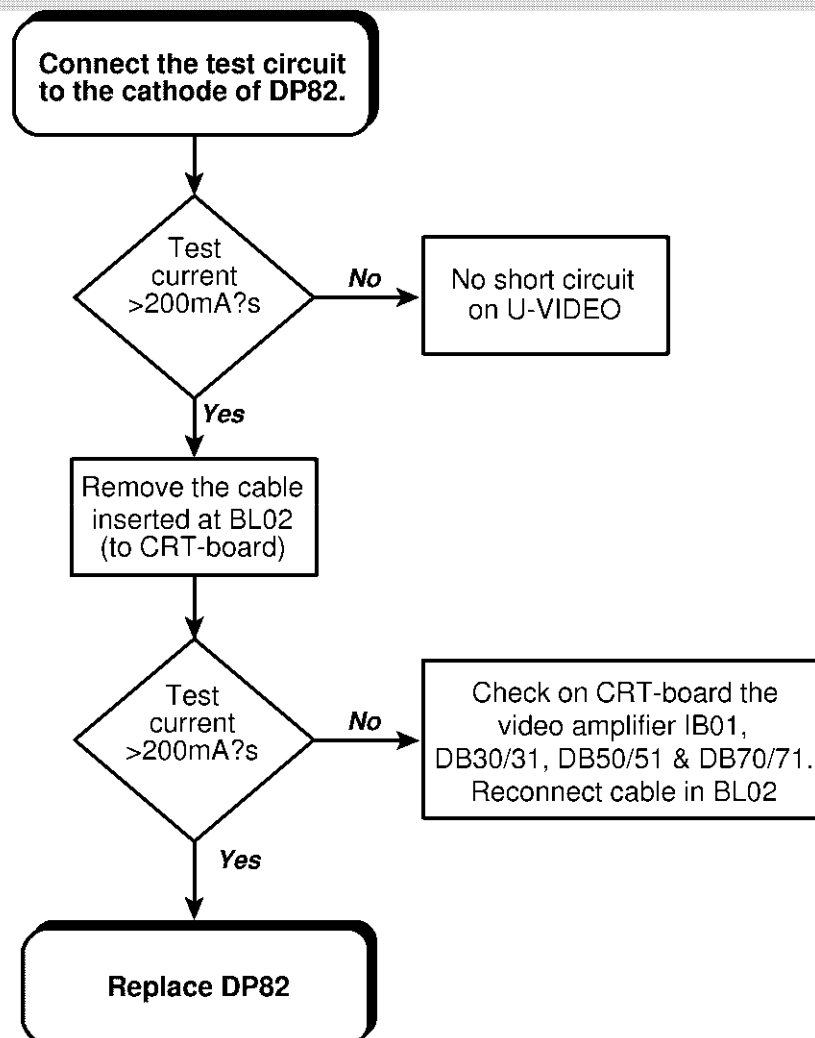 Connect the test circuit
to the cathode of DP82.
Test
current
>200mA?s
No
No short circuit
on U-VIDEO
Yes
Remove the cable
inserted at BL02
(to CRT-board)
Test
current
>200mA?s
No
Check on CRT-board the
video amplifier IB01,
DB30/31, DB50/51 & DB70/71.
Reconnect cable in BL02
Yes
Replace DP82